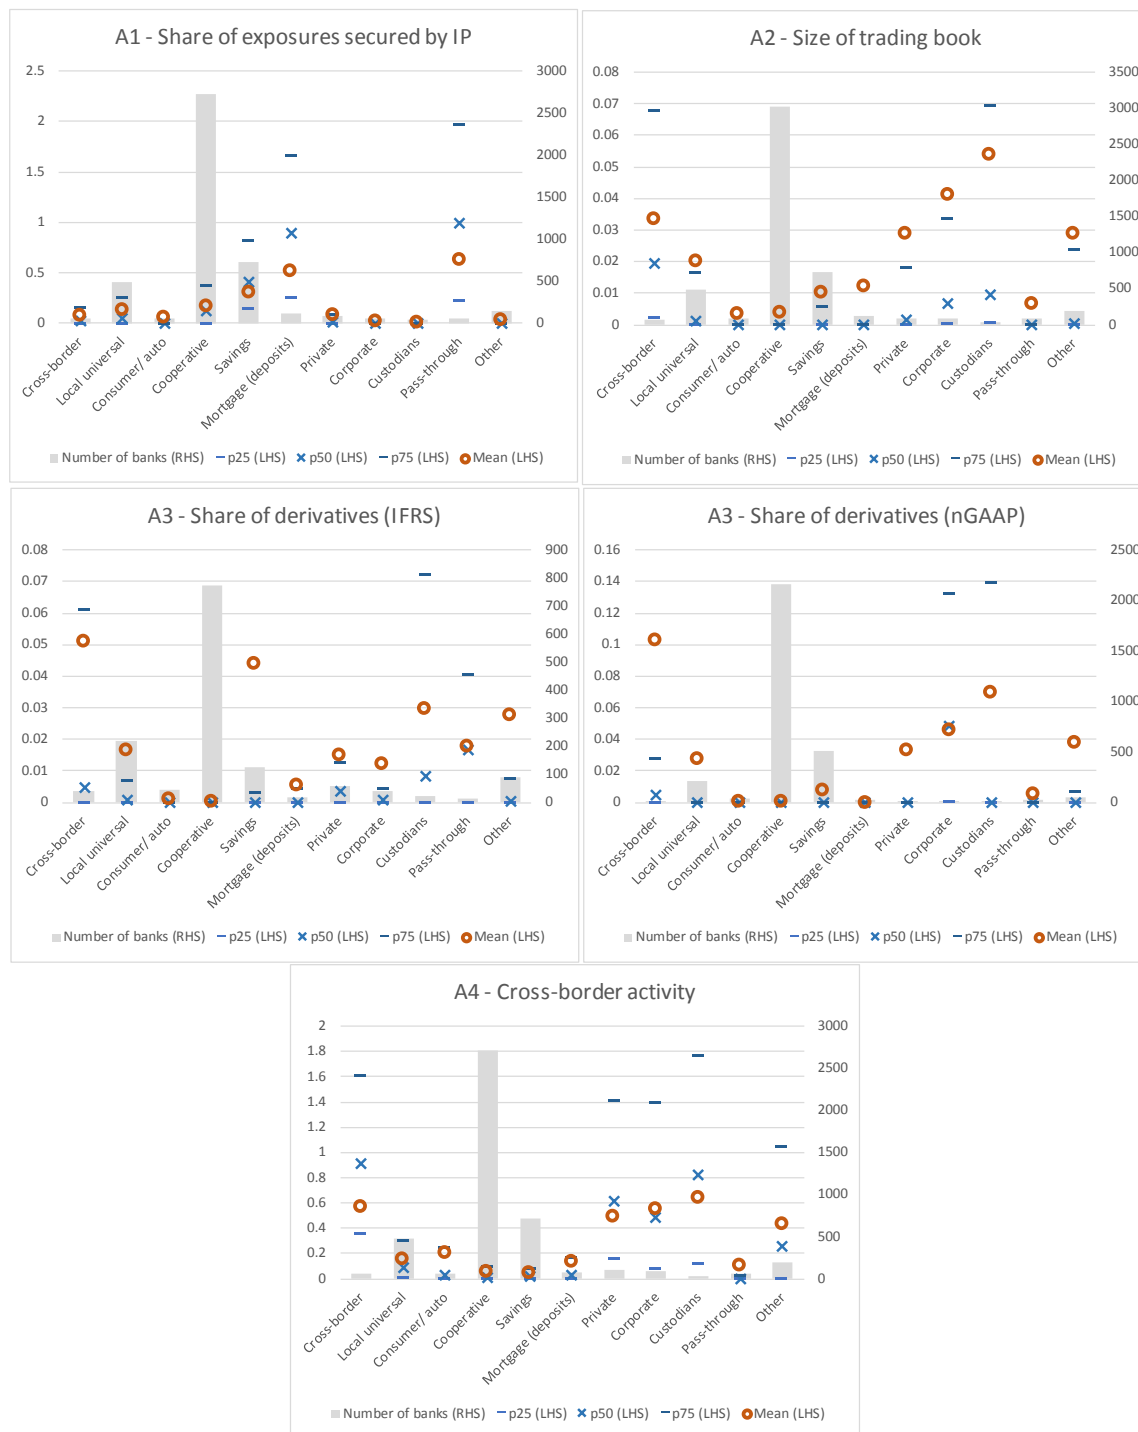 A1 - Share of exposures secured by IP
2.5
2
1.5
1
0.5
0
3000
2500
2000
1500
1000
500
0
Cross-border
Local universal
Consumer/ auto
Cooperative
Savings
Mortgage (deposits)
Private
Corporate
Custodians
Pass-through
Other
Number of banks (RHS) p25 (LHS) p50 (LHS) p75 (LHS) Mean (LHS)
A2 - Size of trading book
0.08
0.07
0.06
0.05
0.04
0.03
0.02
0.01
0
3500
3000
2500
2000
1500
1000
500
0
Cross-border
Local universal
Consumer/ auto
Cooperative
Savings
Mortgage (deposits)
Private
Corporate
Custodians
Pass-through
Other
Number of banks (RHS) p25 (LHS) p50 (LHS) p75 (LHS) Mean (LHS)
A3 - Share of derivatives (IFRS)
0.08
0.07
0.06
0.05
0.04
0.03
0.02
0.01
0
900
800
700
600
500
400
300
200
100
0
Cross-border
Local universal
Consumer/ auto
Cooperative
Savings
Mortgage (deposits)
Private
Corporate
Custodians
Pass-through
Other
Number of banks (RHS) p25 (LHS) p50 (LHS) p75 (LHS) Mean (LHS)
A3 - Share of derivatives (nGAAP)
0.16
0.14
0.12
0.1
0.08
0.06
0.04
0.02
0
2500
2000
1500
1000
500
0
Cross-border
Local universal
Consumer/ auto
Cooperative
Savings
Mortgage (deposits)
Private
Corporate
Custodians
Pass-through
Other
Number of banks (RHS) p25 (LHS) p50 (LHS) p75 (LHS) Mean (LHS)
A4 - Cross-border activity
2
1.8
1.6
1.4
1.2
1
0.8
0.6
0.4
0.2
0
3000
2500
2000
1500
1000
500
0
Cross-border
Local universal
Consumer/ auto
Cooperative
Savings
Mortgage (deposits)
Private
Corporate
Custodians
Pass-through
Other
Number of banks (RHS) p25 (LHS) p50 (LHS) p75 (LHS) Mean (LHS)